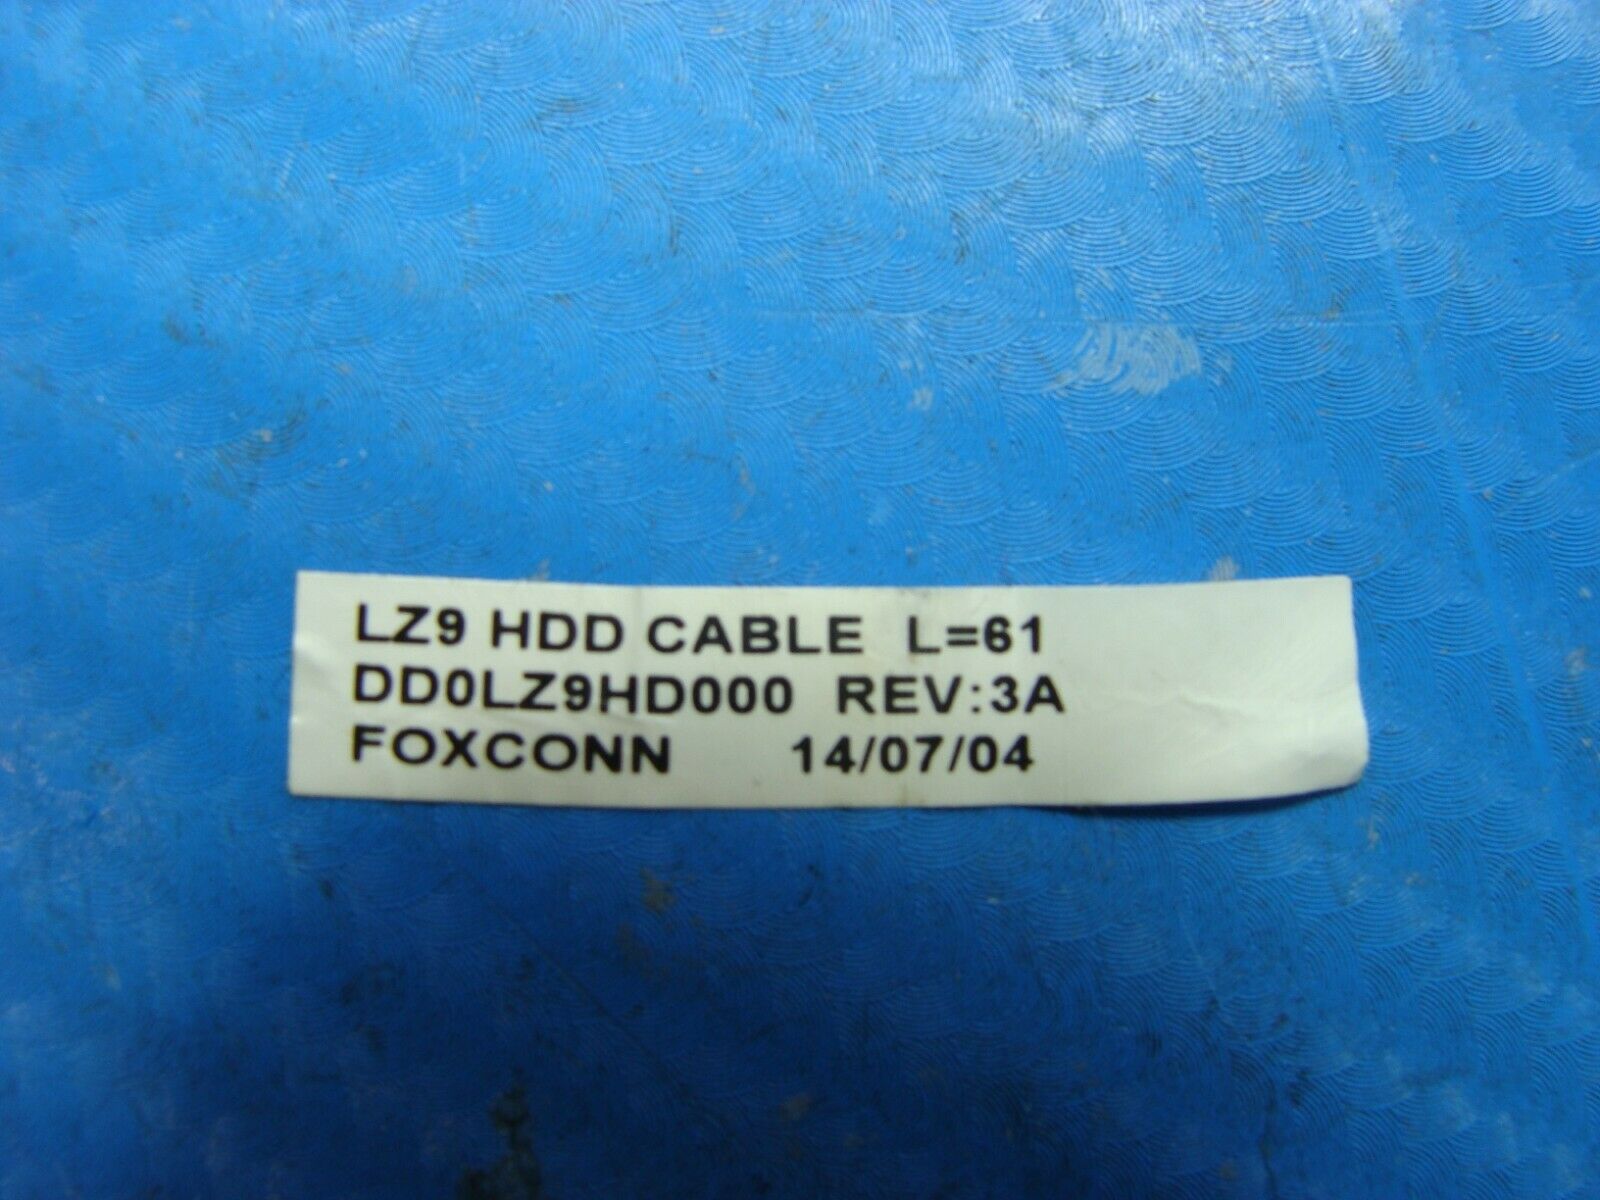 LZ9 HDD CABLE L=61
DD0LZ9HD000 REV:3A
FOXCONN 14/07/04